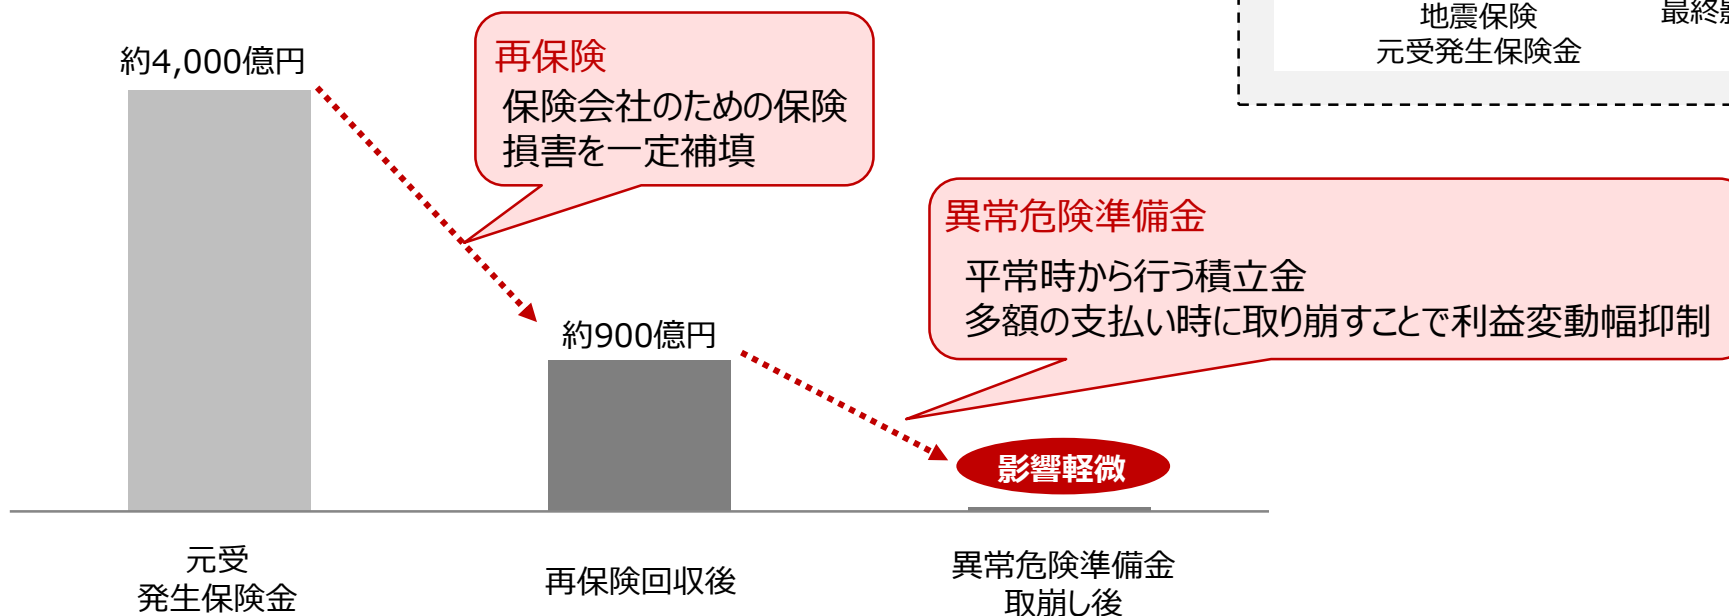 地震保険
元受発生保険金
約4,000億円
再保険
保険会社のための保険
損害を一定補填
異常危険準備金
平常時から行う積立金
多額の支払い時に取り崩すことで利益変動幅抑制
約900億円
影響軽微
元受
発生保険金
再保険回収後
異常危険準備金
取崩し後